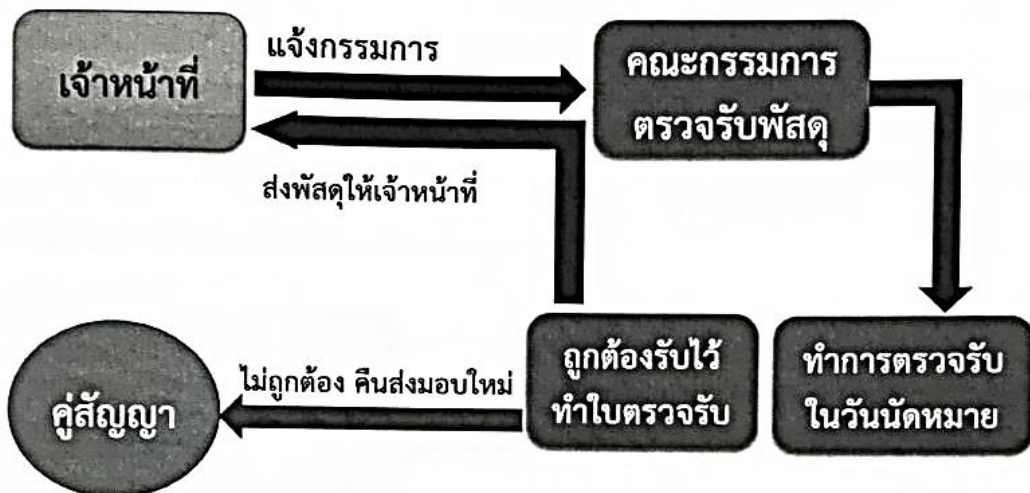 เจ้าหน้าที่
แจ้งกรรมการ
คณะกรรมการ
ตรวจรับพัสดุ
ส่งพัสดุให้เจ้าหน้าที่
คู่สัญญา
ไม่ถูกต้อง คืนส่งมอบใหม่
ถูกต้องรับไว้
ทำใบตรวจรับ
ทำการตรวจรับ
ในวันนัดหมาย